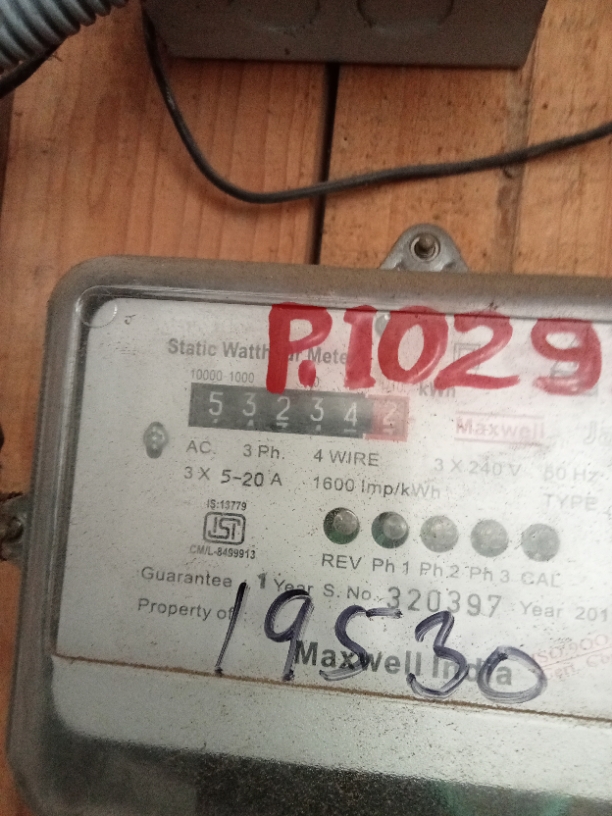 P.1029
Static Watthour Meter
10000 1000
kWh
532342
Maxwell
AC. 3 Ph. 4 WIRE 3 X 240 V 50 Hz
3 X 5-20 A 1600 Imp/kWh
TYPE
IS:13779
ISI
CM/L-8499913
REV Ph 1 Ph 2 Ph 3 CAL
Guarantee 1 Year S. No. 320397 Year 201
Property of
19530
Maxwell India